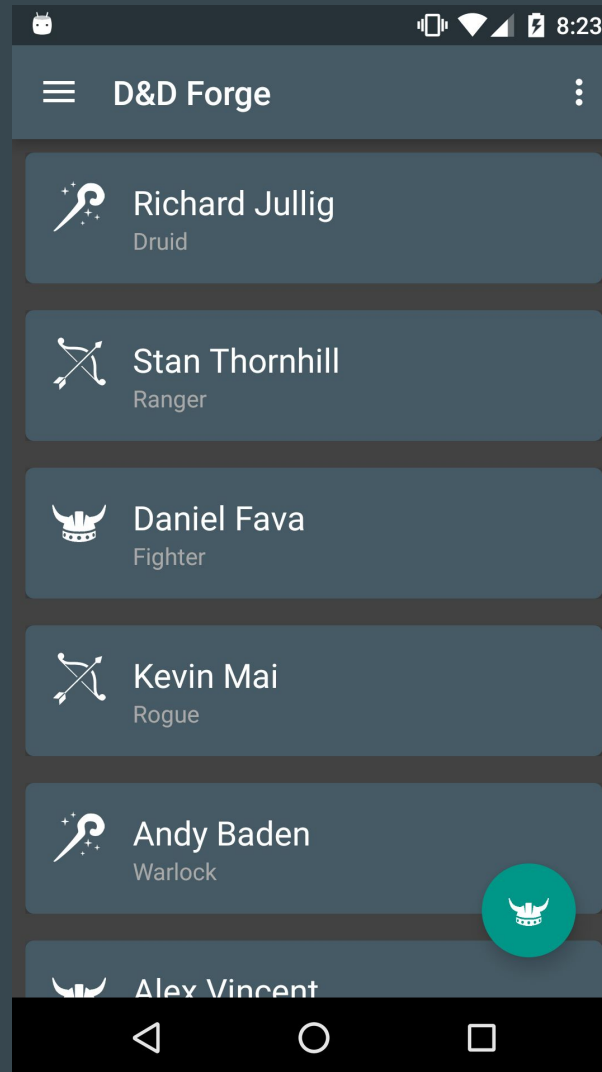 8:23
D&D Forge
Richard Jullig
Druid
Stan Thornhill
Ranger
Daniel Fava
Fighter
Kevin Mai
Rogue
Andy Baden
Warlock
Alex Vincent